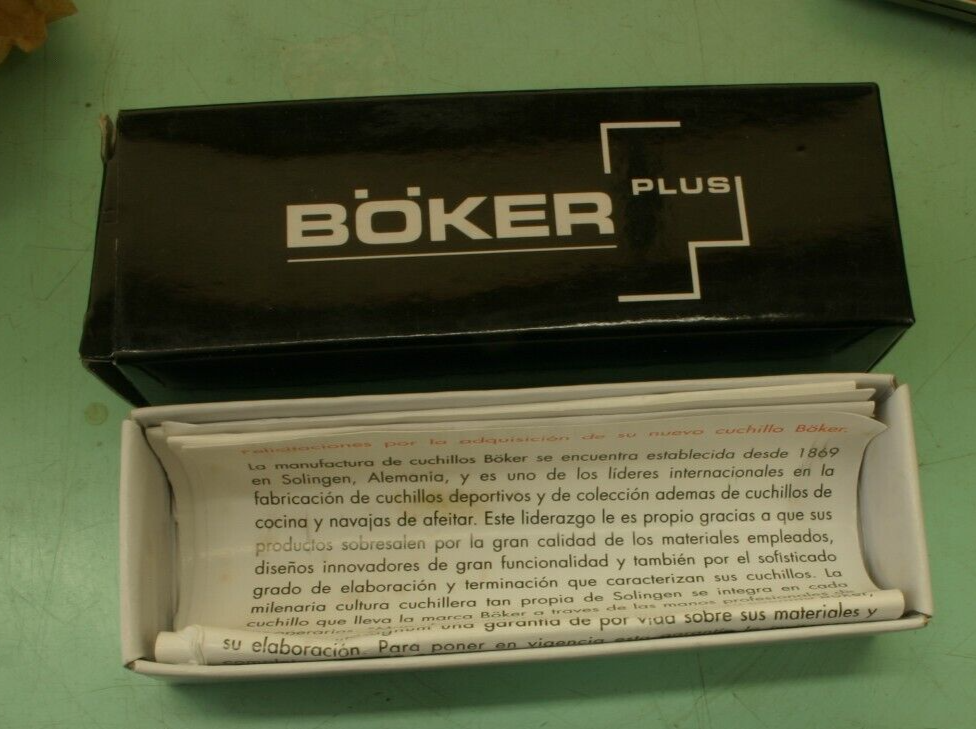 BÖKER
PLUS
Felicitaciones por la adquisición de su nuevo cuchillo Böker.
La manufactura de cuchillos Böker se encuentra establecida desde 1869
en Solingen, Alemania, y es uno de los líderes internacionales en la
fabricación de cuchillos deportivos y de colección ademas de cuchillos de
cocina y navajas de afeitar. Este liderazgo le es propio gracias a que sus
productos sobresalen por la gran calidad de los materiales empleados,
diseños innovadores de gran funcionalidad y también por el sofisticado
grado de elaboración y terminación que caracterizan sus cuchillos. La
milenaria cultura cuchillera tan propia de Solingen se integra en cada
cuchillo que lleva la marca Böker a traves de las manos profesionales de
una garantía de por vida sobre sus materiales y
su elaboración. Para poner en vigencia esta garantía